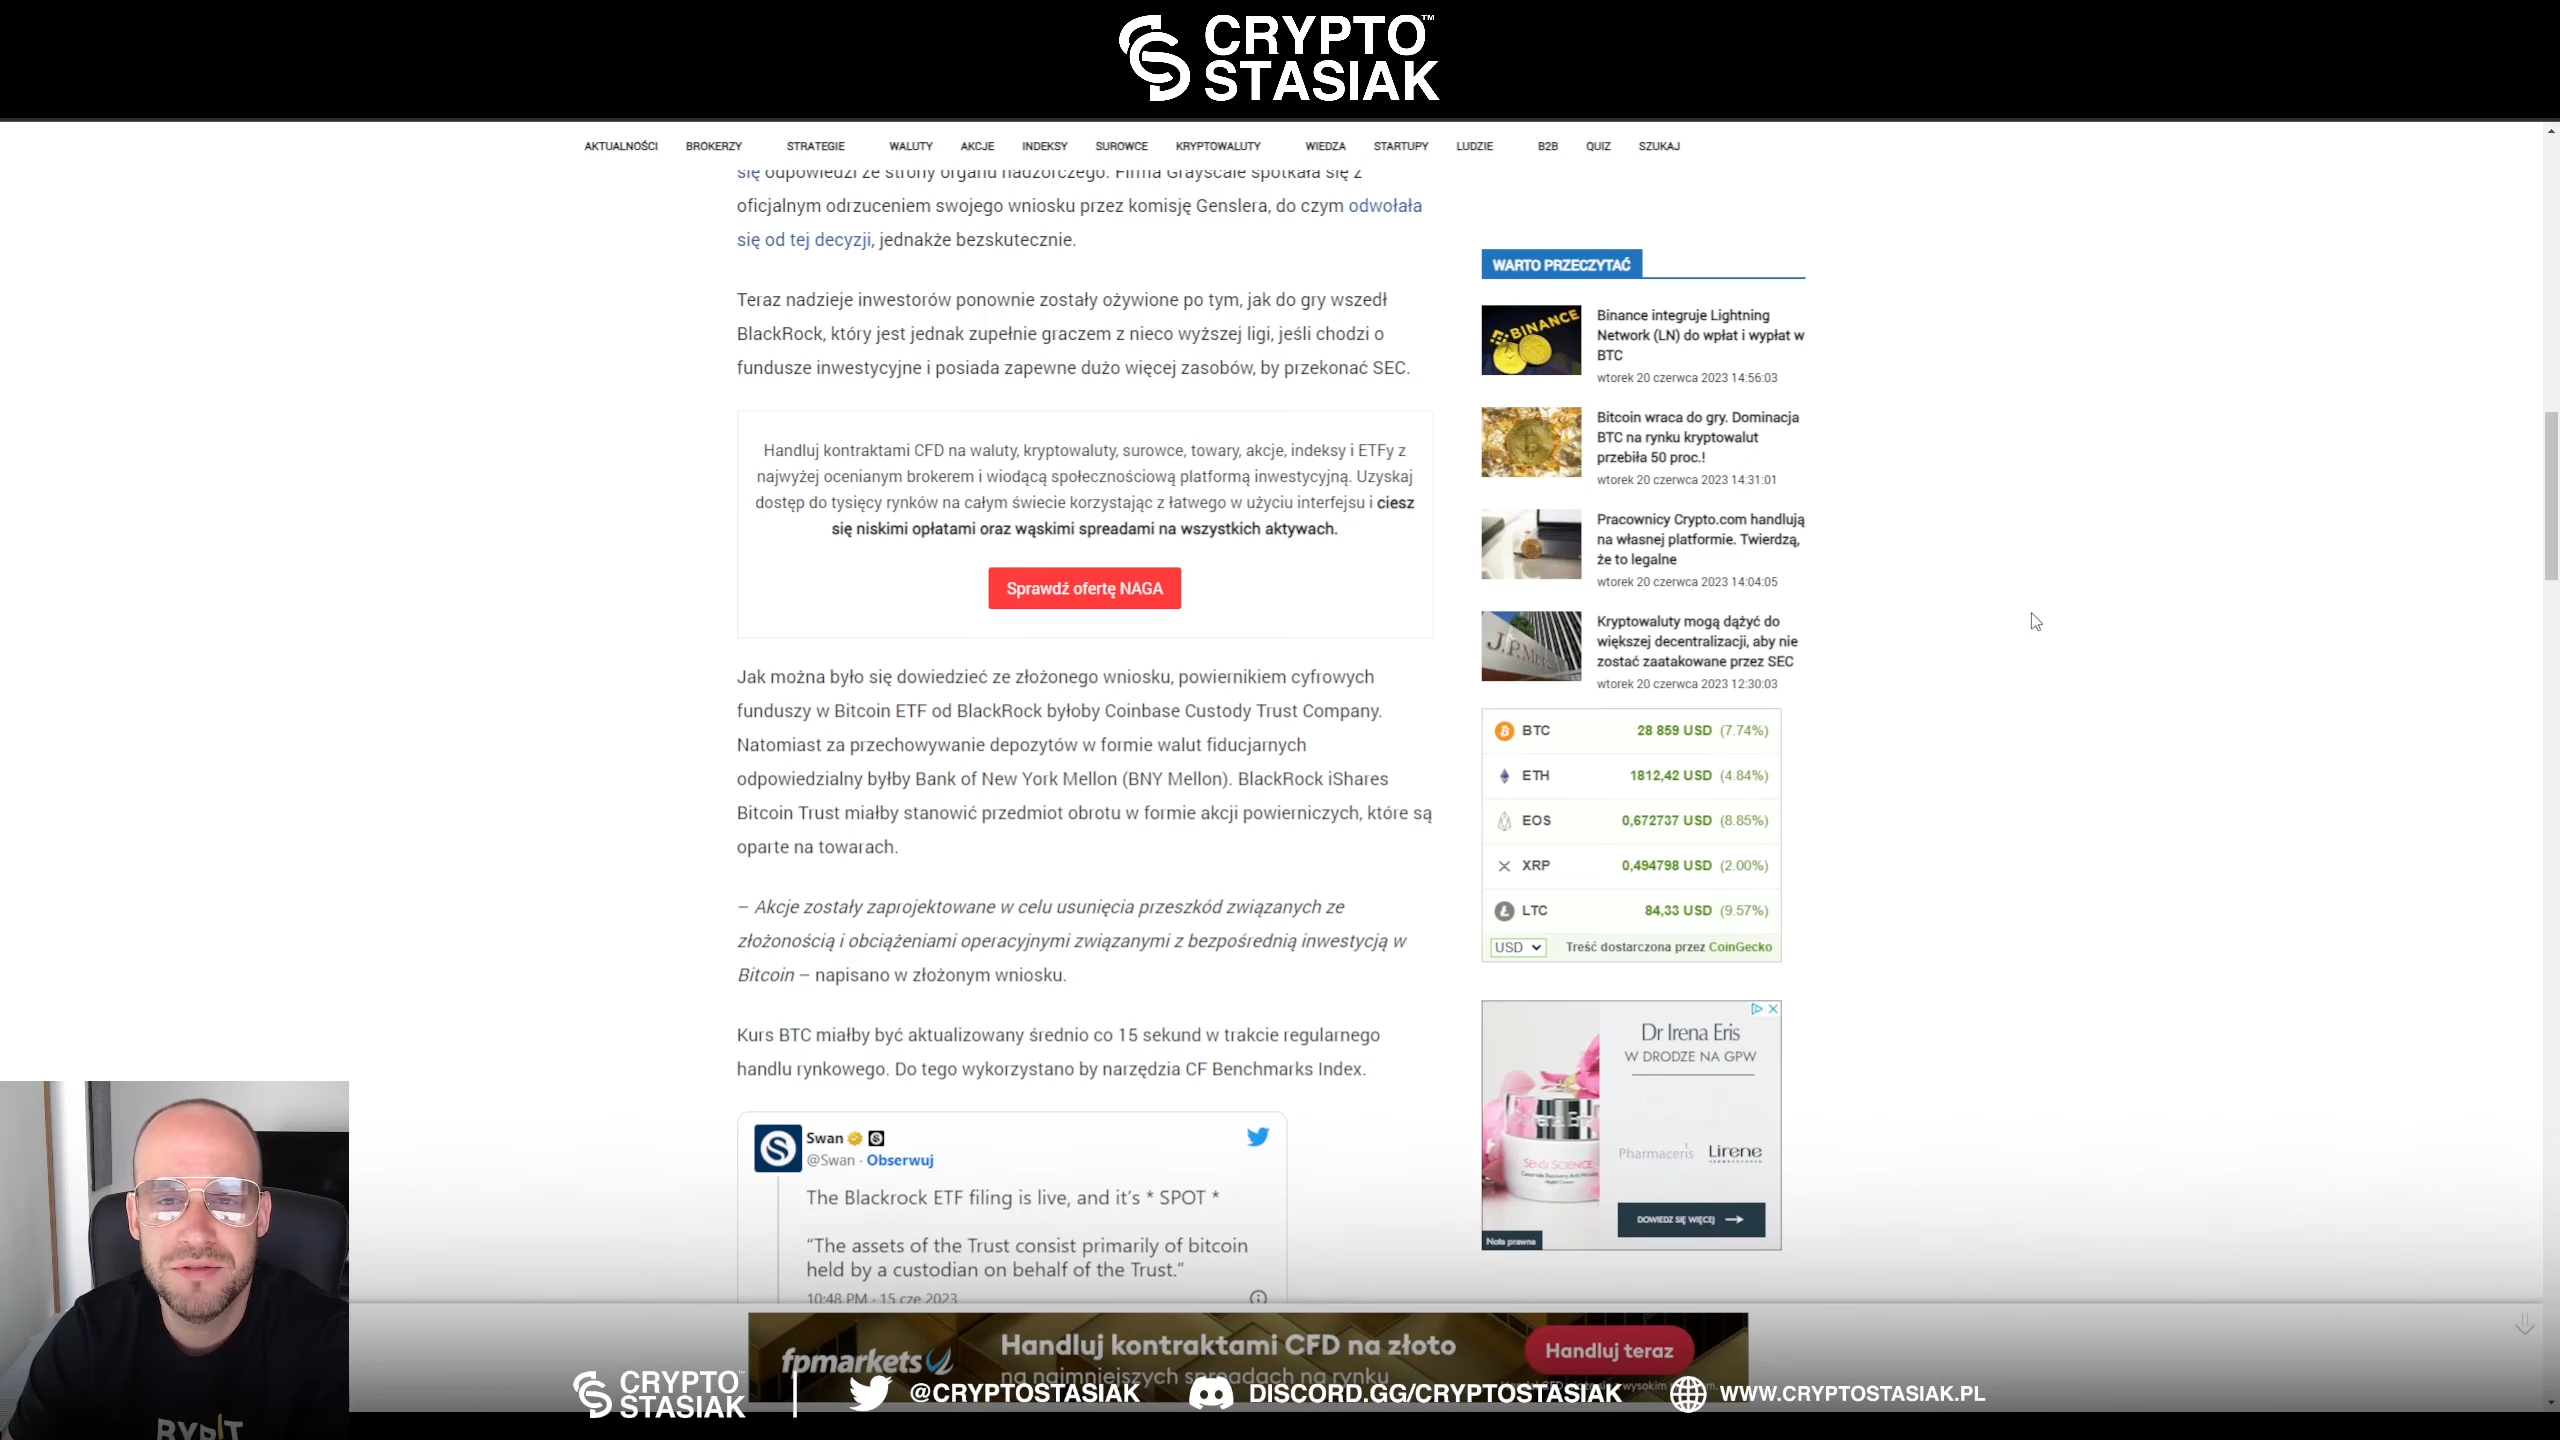 CRYPTO™
STASIAK
AKTUALNOŚCI BROKERZY STRATEGIE WALUTY AKCJE INDEKSY SUROWCE KRYPTOWALUTY WIEDZA STARTUPY LUDZIE B2B QUIZ SZUKAJ
się odpowiedzi ze strony organu nadzorczego. Firma Grayscale spotkała się z
oficjalnym odrzuceniem swojego wniosku przez komisję Genslera, do czym odwołała
się od tej decyzji, jednakże bezskutecznie.
Teraz nadzieje inwestorów ponownie zostały ożywione po tym, jak do gry wszedł
BlackRock, który jest jednak zupełnie graczem z nieco wyższej ligi, jeśli chodzi o
fundusze inwestycyjne i posiada zapewne dużo więcej zasobów, by przekonać SEC.
Handluj kontraktami CFD na waluty, kryptowaluty, surowce, towary, akcje, indeksy i ETFy z
najwyżej ocenianym brokerem i wiodącą społecznościową platformą inwestycyjną. Uzyskaj
dostęp do tysięcy rynków na całym świecie korzystając z łatwego w użyciu interfejsu i ciesz
się niskimi opłatami oraz wąskimi spreadami na wszystkich aktywach.
Sprawdź ofertę NAGA
Jak można było się dowiedzieć ze złożonego wniosku, powiernikiem cyfrowych
funduszy w Bitcoin ETF od BlackRock byłoby Coinbase Custody Trust Company.
Natomiast za przechowywanie depozytów w formie walut fiducjarnych
odpowiedzialny byłby Bank of New York Mellon (BNY Mellon). BlackRock iShares
Bitcoin Trust miałby stanowić przedmiot obrotu w formie akcji powierniczych, które są
oparte na towarach.
– Akcje zostały zaprojektowane w celu usunięcia przeszkód związanych ze
złożonością i obciążeniami operacyjnymi związanymi z bezpośrednią inwestycją w
Bitcoin – napisano w złożonym wniosku.
Kurs BTC miałby być aktualizowany średnio co 15 sekund w trakcie regularnego
handlu rynkowego. Do tego wykorzystano by narzędzia CF Benchmarks Index.
Swan
@Swan · Obserwuj
The Blackrock ETF filing is live, and it's * SPOT *
“The assets of the Trust consist primarily of bitcoin
held by a custodian on behalf of the Trust.”
10:48 PM · 15 cze 2023
WARTO PRZECZYTAĆ
BINANCE
Binance integruje Lightning
Network (LN) do wpłat i wypłat w
BTC
wtorek 20 czerwca 2023 14:56:03
Bitcoin wraca do gry. Dominacja
BTC na rynku kryptowalut
przebiła 50 proc.!
wtorek 20 czerwca 2023 14:31:01
Pracownicy Crypto.com handlują
na własnej platformie. Twierdzą,
że to legalne
wtorek 20 czerwca 2023 14:04:05
J.P.Mor
Kryptowaluty mogą dążyć do
większej decentralizacji, aby nie
zostać zaatakowane przez SEC
wtorek 20 czerwca 2023 12:30:03
BTC 28 859 USD (7.74%)
ETH 1812,42 USD (4.84%)
EOS 0,672737 USD (8.85%)
XRP 0,494798 USD (2.00%)
LTC 84,33 USD (9.57%)
USD Treść dostarczona przez CoinGecko
Dr Irena Eris
W DRODZE NA GPW
Pharmaceris Lirene
SENSI SCIENCE
DOWIEDZ SIĘ WIĘCEJ
Nota prawna
fpmarkets
Handluj kontraktami CFD na złoto
na najmniejszych spreadach na rynku
Handluj teraz
BYBIT
CRYPTO
STASIAK
@CRYPTOSTASIAK
DISCORD.GG/CRYPTOSTASIAK
WWW.CRYPTOSTASIAK.PL